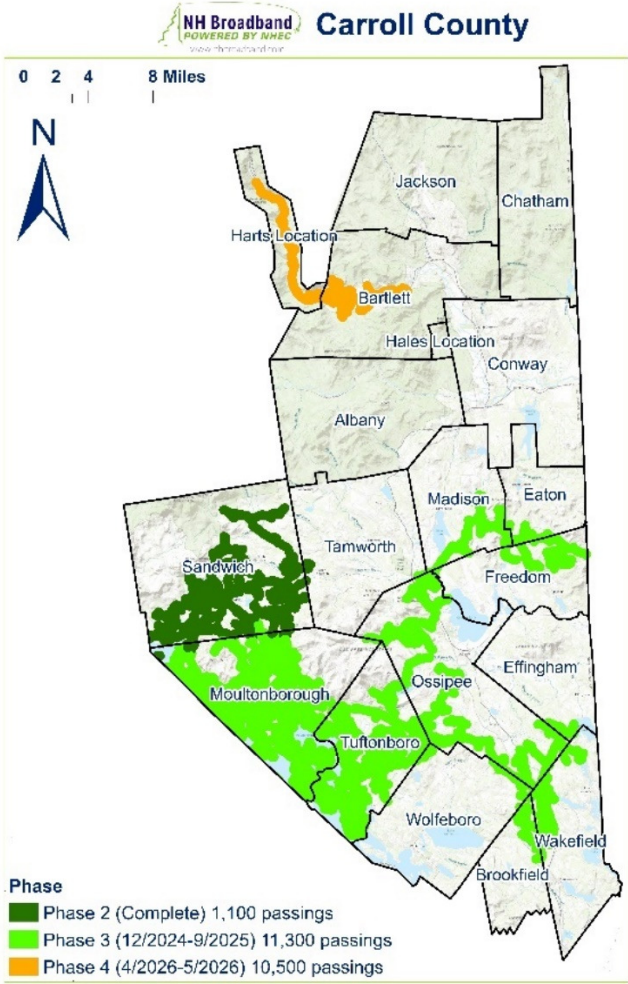 NH Broadband
POWERED BY NHEC
www.nhbroadband.com
Carroll County
0 2 4 8 Miles
N
Jackson
Chatham
Harts Location
Bartlett
Hales Location
Conway
Albany
Madison
Eaton
Tamworth
Sandwich
Freedom
Effingham
Ossipee
Moultonborough
Tuftonboro
Wolfeboro
Wakefield
Brookfield
Phase
Phase 2 (Complete) 1,100 passings
Phase 3 (12/2024-9/2025) 11,300 passings
Phase 4 (4/2026-5/2026) 10,500 passings